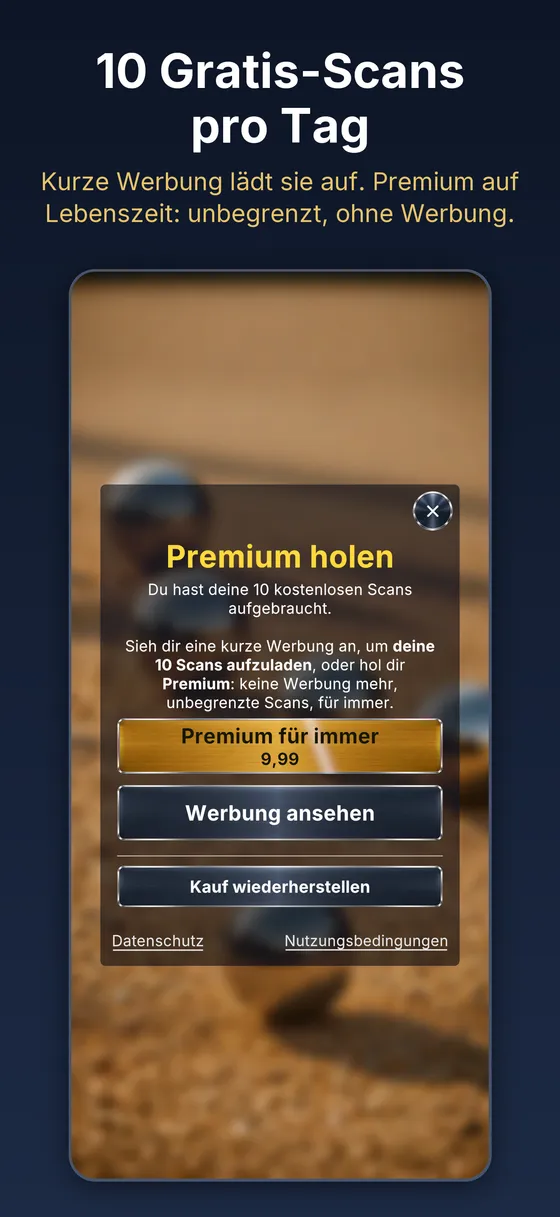 10 Gratis-Scans
pro Tag
Kurze Werbung lädt sie auf. Premium auf
Lebenszeit: unbegrenzt, ohne Werbung.
Premium holen
Du hast deine 10 kostenlosen Scans
aufgebraucht.
Sieh dir eine kurze Werbung an, um deine
10 Scans aufzuladen, oder hol dir
Premium: keine Werbung mehr,
unbegrenzte Scans, für immer.
Premium für immer
9,99
Werbung ansehen
Kauf wiederherstellen
Datenschutz Nutzungsbedingungen